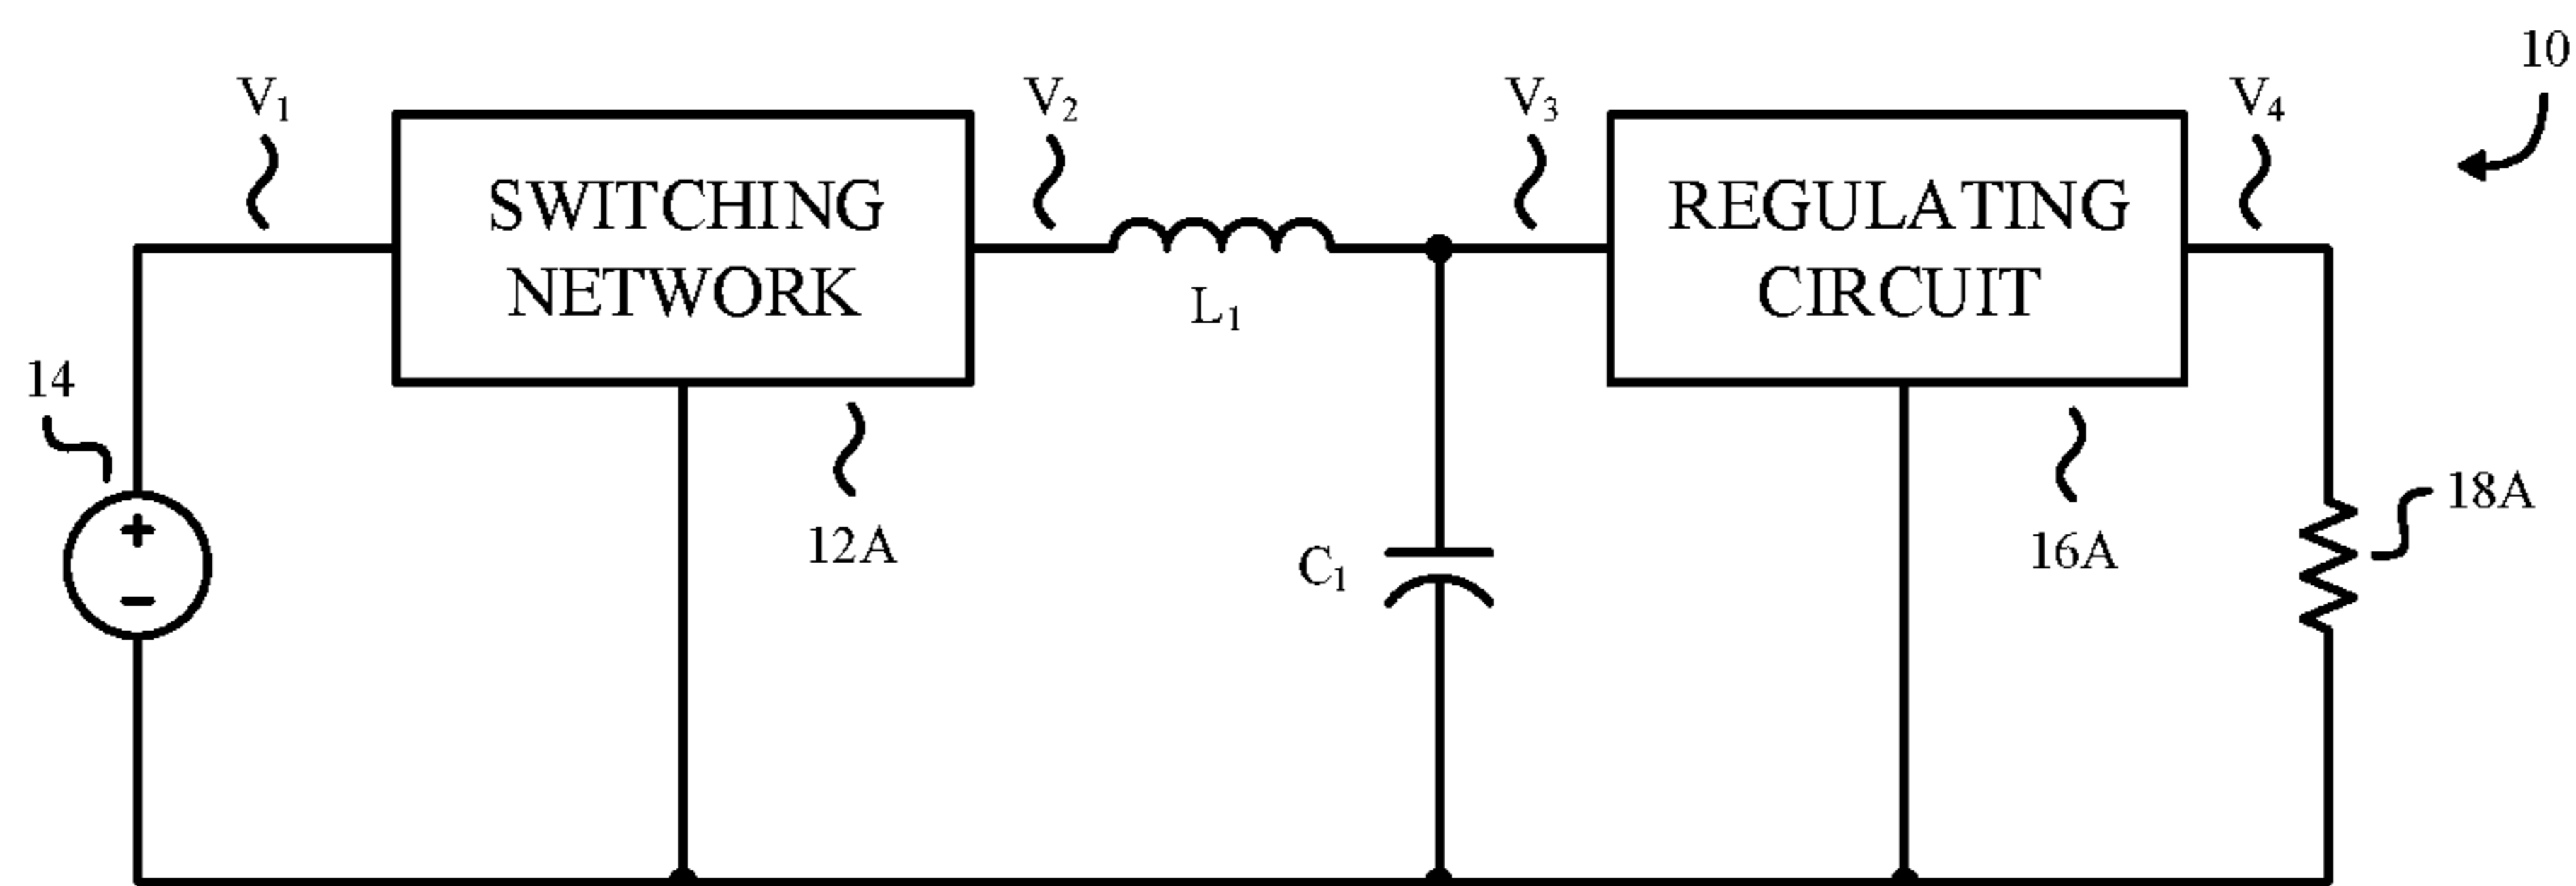 10
V₁
V₂
V₃
V₄
SWITCHING
NETWORK
REGULATING
CIRCUIT
L₁
14
12A
C₁
16A
18A
+
−